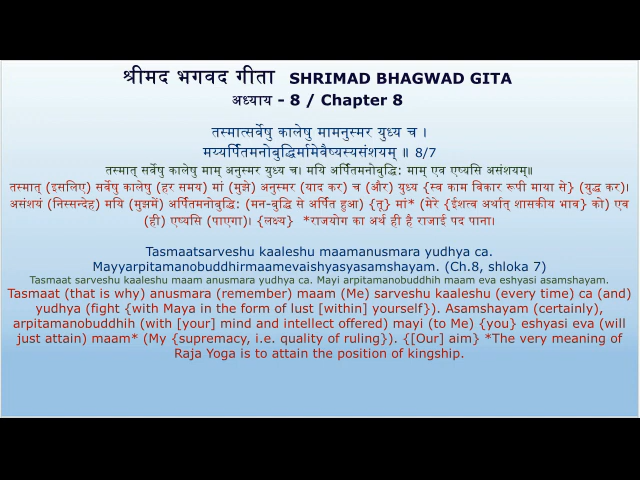 श्रीमद भगवद गीता SHRIMAD BHAGWAD GITA
अध्याय - 8 / Chapter 8
तस्मात्सर्वेषु कालेषु मामनुस्मर युध्य च ।
मय्यर्पितमनोबुद्धिर्मामेवैष्यस्यसंशयम् ॥ 8/7
तस्मात् सर्वेषु कालेषु माम् अनुस्मर युध्य च। मयि अर्पितमनोबुद्धि: माम् एव एष्यसि असंशयम्॥
तस्मात् (इसलिए) सर्वेषु कालेषु (हर समय) मां (मुझे) अनुस्मर (याद कर) च (और) युध्य {स्व काम विकार रूपी माया से} (युद्ध कर)।
असंशयं (निस्सन्देह) मयि (मुझमें) अर्पितमनोबुद्धि: (मन-बुद्धि से अर्पित हुआ) {तू} मां* (मेरे {ईशत्व अर्थात् शासकीय भाव} को) एव
(ही) एष्यसि (पाएगा)। {लक्ष्य} *राजयोग का अर्थ ही है राजाई पद पाना।
Tasmaatsarveshu kaaleshu maamanusmara yudhya ca.
Mayyarpitamanobuddhirmaamevaishyasyasamshayam. (Ch.8, shloka 7)
Tasmaat sarveshu kaaleshu maam anusmara yudhya ca. Mayi arpitamanobuddhih maam eva eshyasi asamshayam.
Tasmaat (that is why) anusmara (remember) maam (Me) sarveshu kaaleshu (every time) ca (and)
yudhya (fight {with Maya in the form of lust [within] yourself}). Asamshayam (certainly),
arpitamanobuddhih (with [your] mind and intellect offered) mayi (to Me) {you} eshyasi eva (will
just attain) maam* (My {supremacy, i.e. quality of ruling}). {[Our] aim} *The very meaning of
Raja Yoga is to attain the position of kingship.